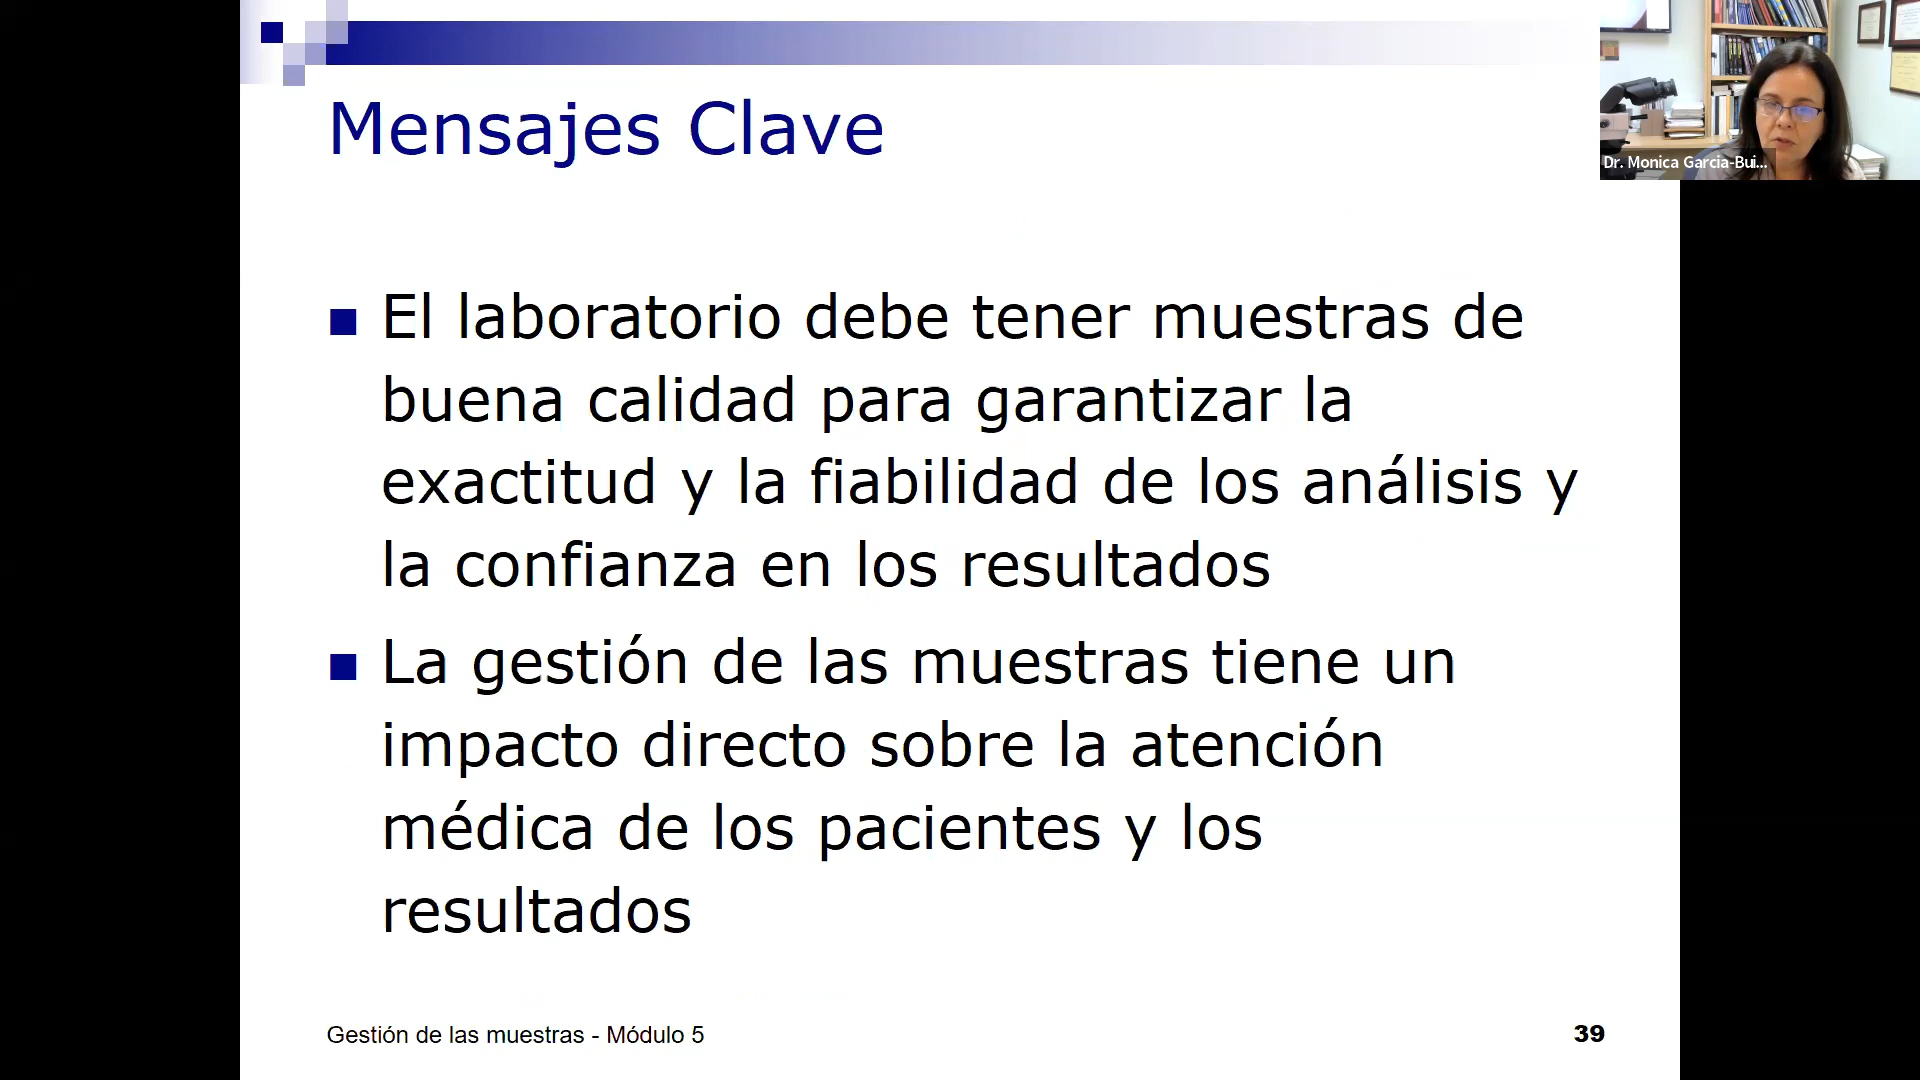 Mensajes Clave
El laboratorio debe tener muestras de
buena calidad para garantizar la
exactitud y la fiabilidad de los análisis y
la confianza en los resultados
La gestión de las muestras tiene un
impacto directo sobre la atención
médica de los pacientes y los
resultados
Gestión de las muestras - Módulo 5
39
Dr. Monica Garcia-Bui...